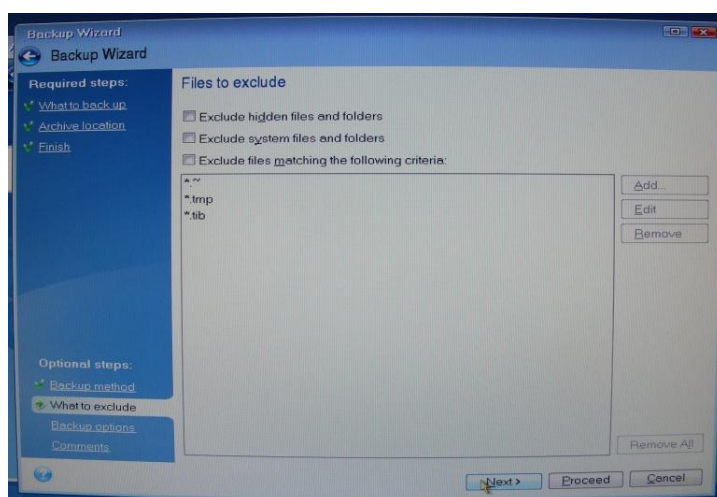 Backup Wizard
Backup Wizard
Required steps:
What to back up
Archive location
Finish
Optional steps:
Backup method
What to exclude
Backup options
Comments
Files to exclude
Exclude hidden files and folders
Exclude system files and folders
Exclude files matching the following criteria:
*.~
*.tmp
*.tib
Add...
Edit
Remove
Remove All
Next >
Proceed
Cancel